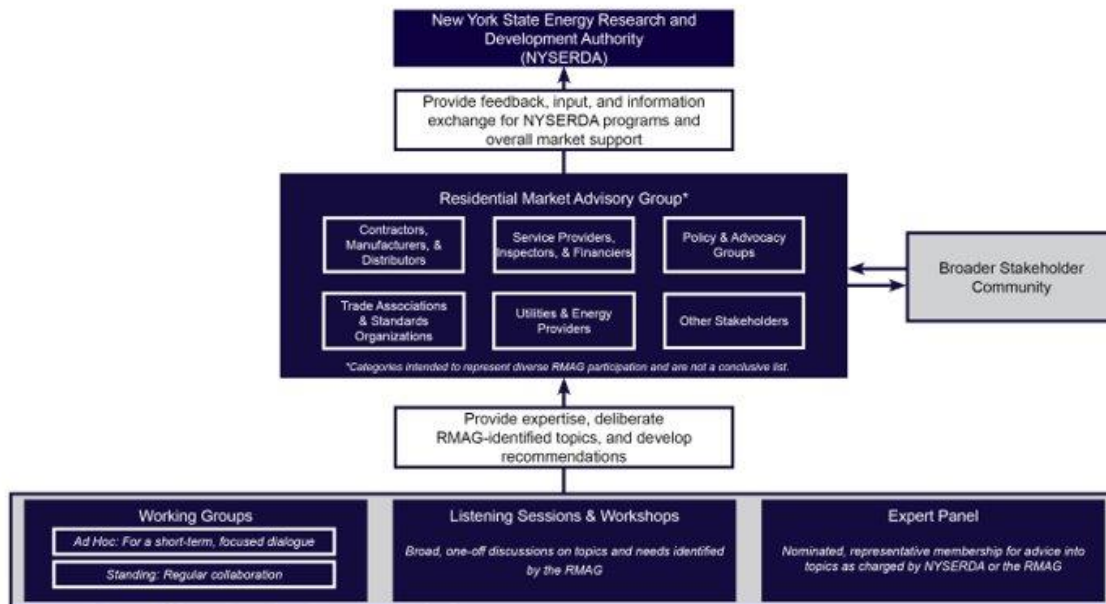 New York State Energy Research and
Development Authority
(NYSERDA)
Provide feedback, input, and information
exchange for NYSERDA programs and
overall market support
Residential Market Advisory Group*
Contractors,
Manufacturers, &
Distributors
Service Providers,
Inspectors, & Financiers
Policy & Advocacy
Groups
Trade Associations
& Standards
Organizations
Utilities & Energy
Providers
Other Stakeholders
*Categories intended to represent diverse RMAG participation and are not a conclusive list.
Broader Stakeholder
Community
Provide expertise, deliberate
RMAG-identified topics, and develop
recommendations
Working Groups
Ad Hoc: For a short-term, focused dialogue
Standing: Regular collaboration
Listening Sessions & Workshops
Broad, one-off discussions on topics and needs identified
by the RMAG
Expert Panel
Nominated, representative membership for advice into
topics as charged by NYSERDA or the RMAG